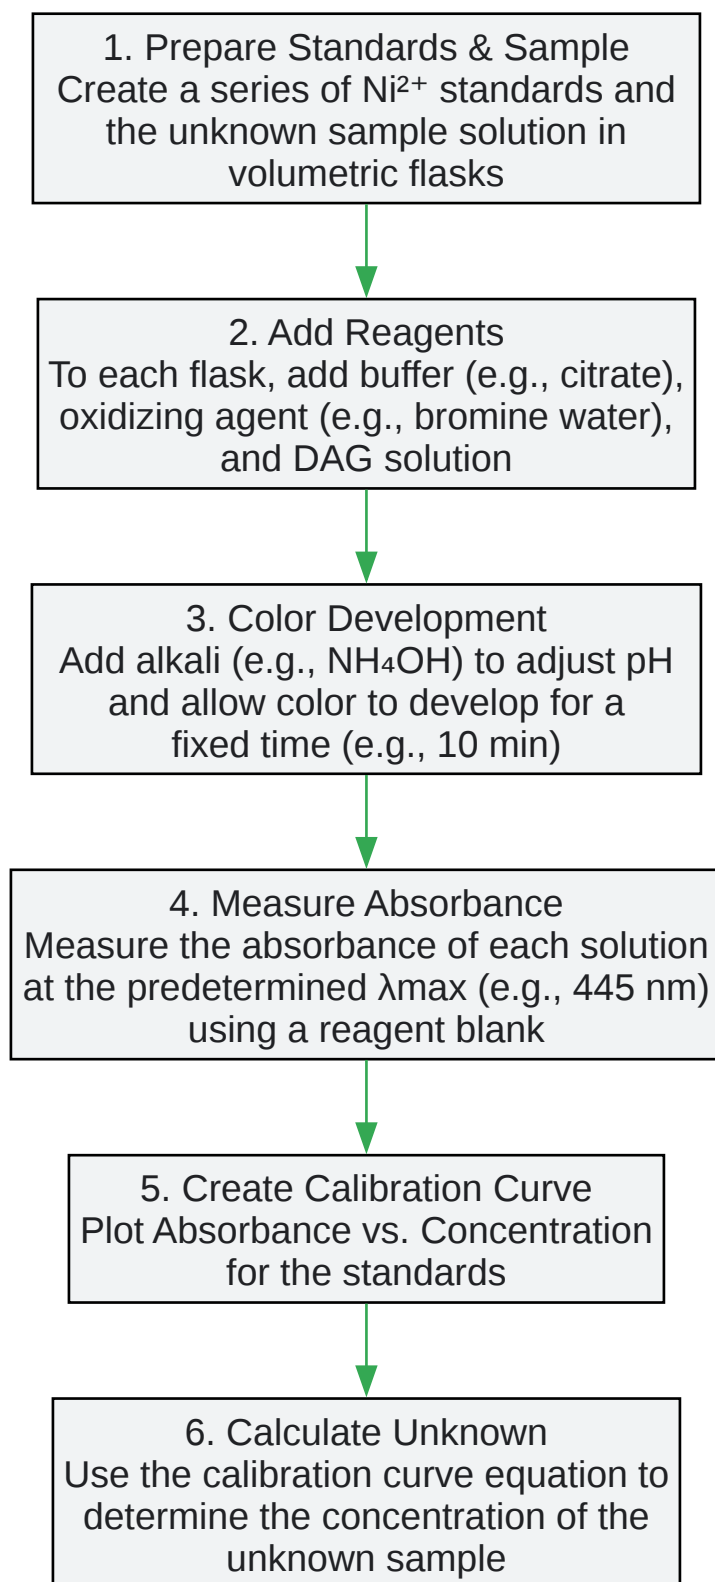 1. Prepare Standards & Sample
Create a series of Ni²⁺ standards and
the unknown sample solution in
volumetric flasks
2. Add Reagents
To each flask, add buffer (e.g., citrate),
oxidizing agent (e.g., bromine water),
and DAG solution
3. Color Development
Add alkali (e.g., NH₄OH) to adjust pH
and allow color to develop for a
fixed time (e.g., 10 min)
4. Measure Absorbance
Measure the absorbance of each solution
at the predetermined λmax (e.g., 445 nm)
using a reagent blank
5. Create Calibration Curve
Plot Absorbance vs. Concentration
for the standards
6. Calculate Unknown
Use the calibration curve equation to
determine the concentration of the
unknown sample